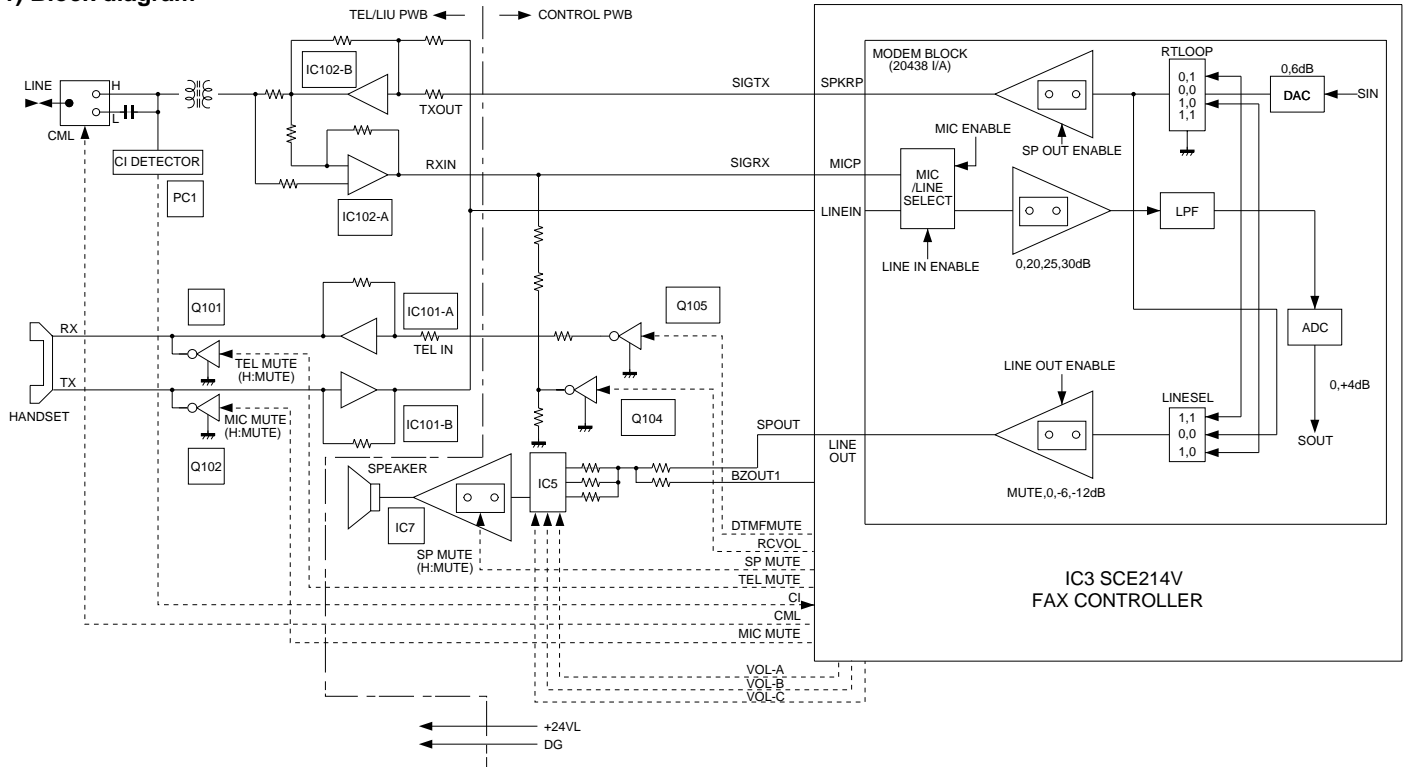 1) Block diagram
TEL/LIU PWB
CONTROL PWB
LINE
H
L
CML
CI DETECTOR
PC1
IC102-B
TXOUT
RXIN
IC102-A
SIGTX
SIGRX
SPKRP
MICP
LINEIN
MODEM BLOCK
(20438 I/A)
RTLOOP
0,1
0,0
1,0
1,1
0,6dB
DAC
SIN
MIC ENABLE
SP OUT ENABLE
MIC
/LINE
SELECT
LPF
LINE IN ENABLE
0,20,25,30dB
ADC
0,+4dB
SOUT
HANDSET
RX
TX
Q101
TEL MUTE
(H:MUTE)
MIC MUTE
(H:MUTE)
Q102
IC101-A
TEL IN
IC101-B
Q105
Q104
LINE OUT ENABLE
LINESEL
1,1
0,0
1,0
MUTE,0,-6,-12dB
SPOUT
LINE
OUT
BZOUT1
SPEAKER
IC7
IC5
SP MUTE
(H:MUTE)
DTMFMUTE
RCVOL
SP MUTE
TEL MUTE
CI
CML
MIC MUTE
VOL-A
VOL-B
VOL-C
IC3 SCE214V
FAX CONTROLLER
+24VL
DG